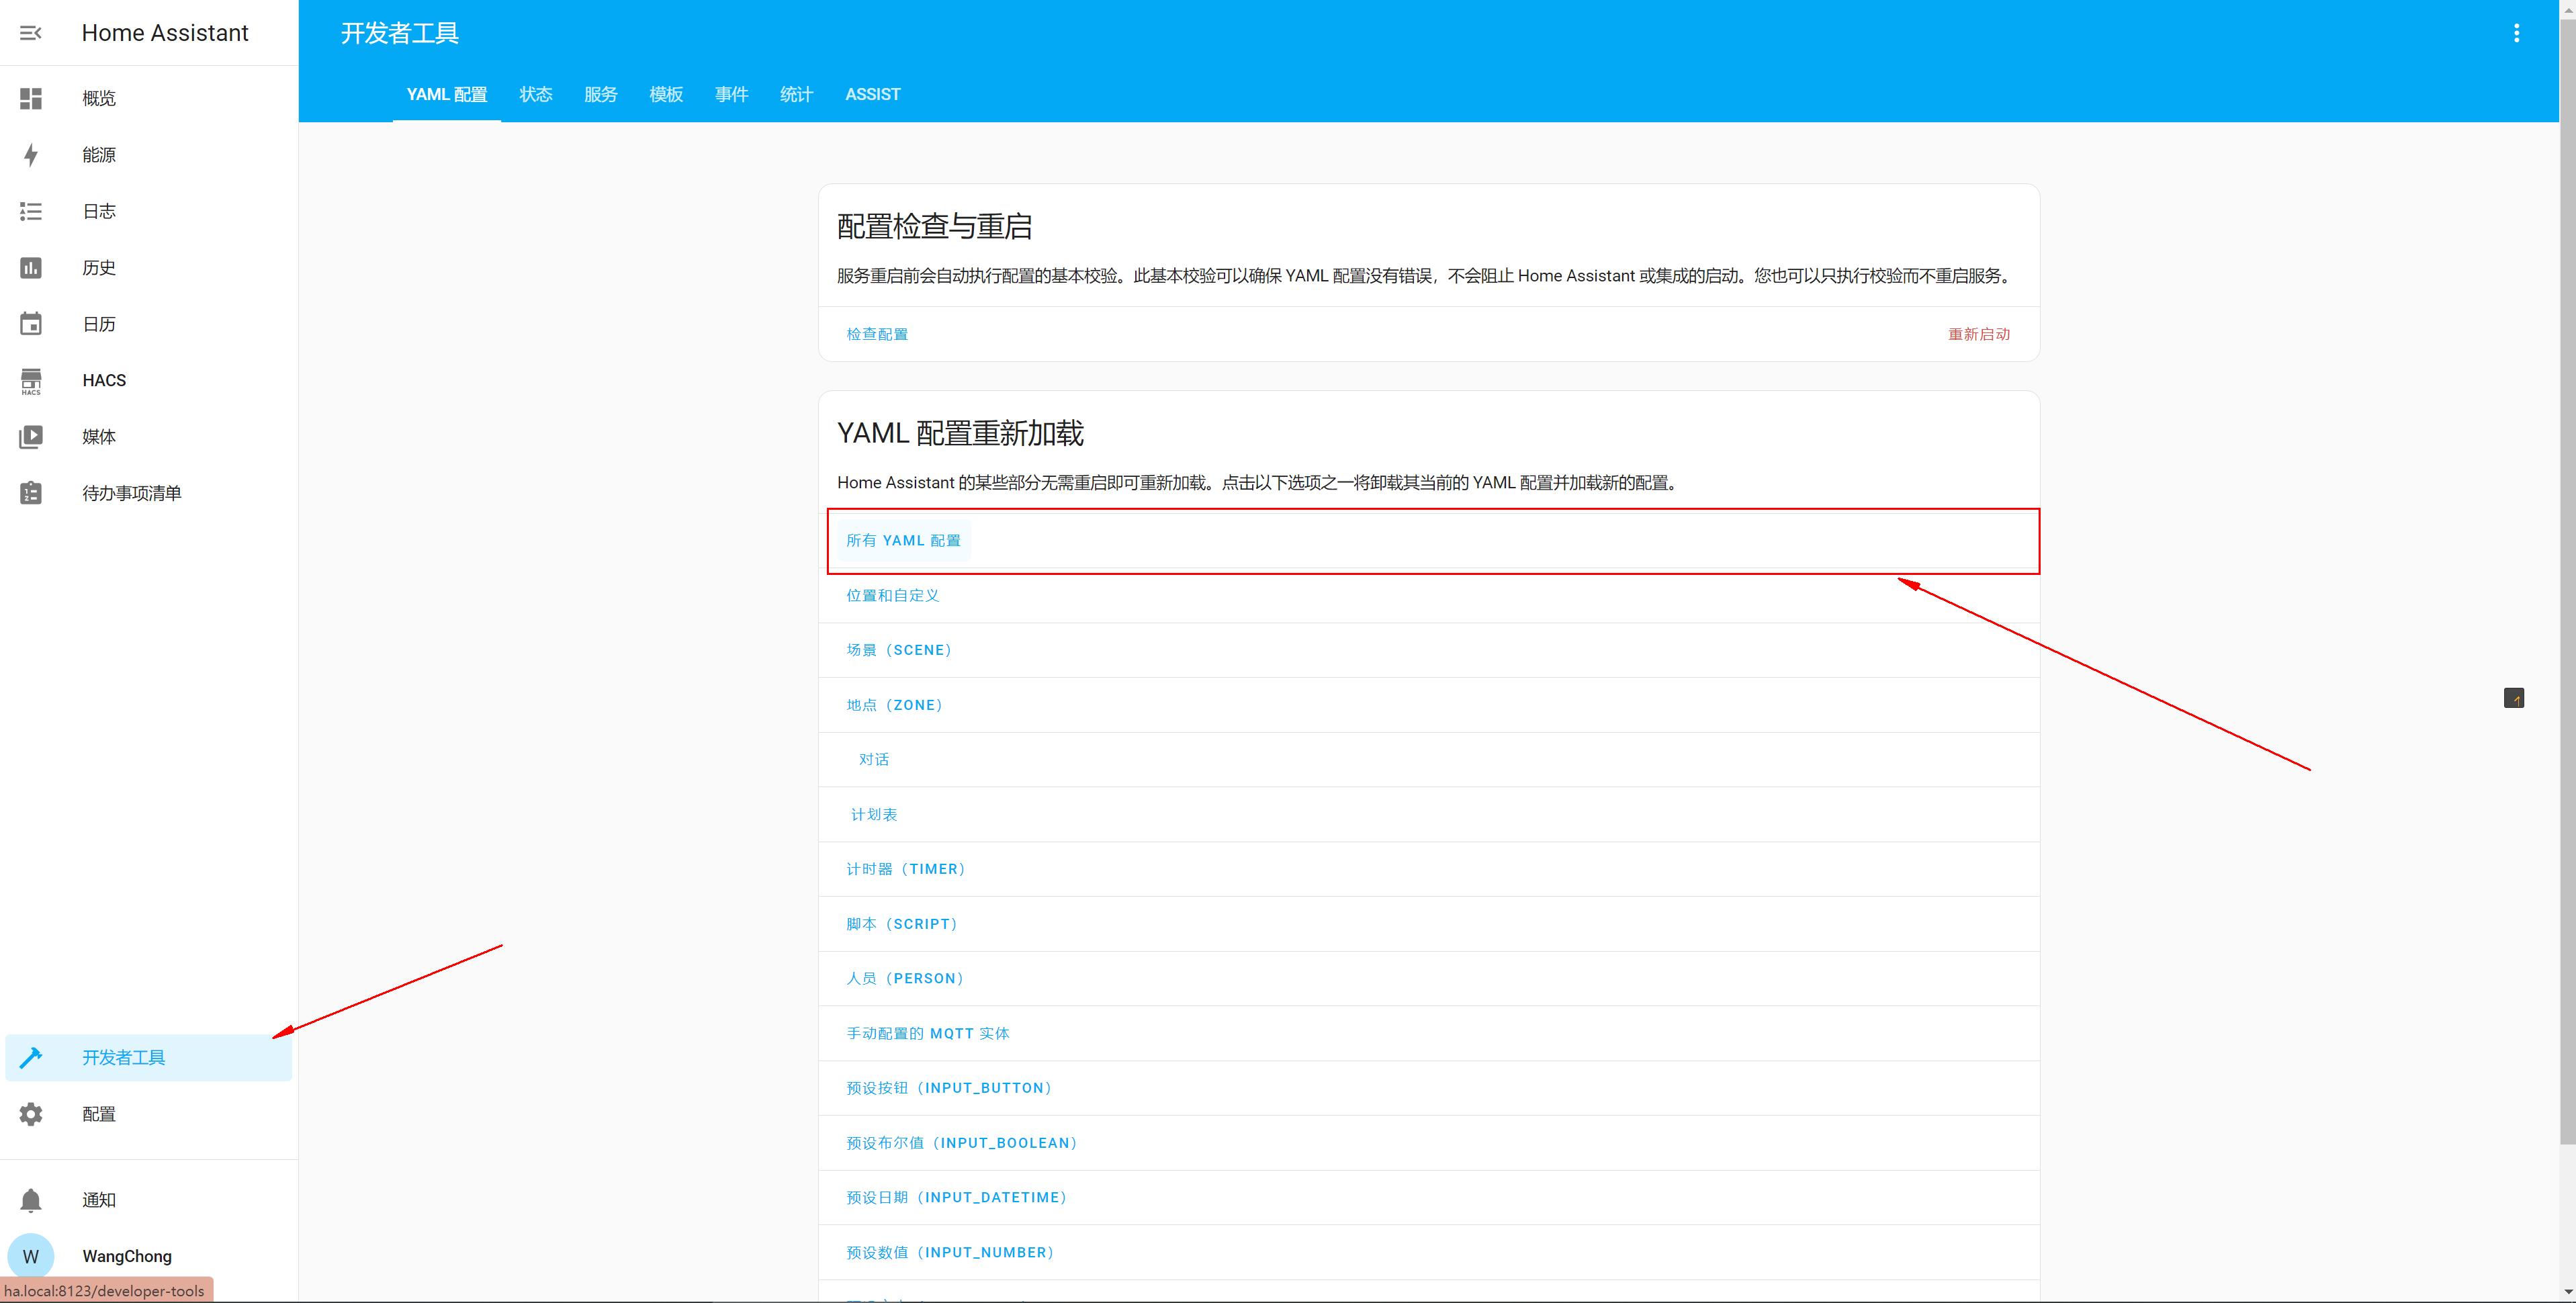 Home Assistant
概览
能源
日志
历史
日历
HACS
HACS
媒体
待办事项清单
开发者工具
配置
通知
W
WangChong
ha.local:8123/developer-tools
开发者工具
YAML 配置 状态 服务 模板 事件 统计 ASSIST
配置检查与重启
服务重启前会自动执行配置的基本校验。此基本校验可以确保 YAML 配置没有错误，不会阻止 Home Assistant 或集成的启动。您也可以只执行校验而不重启服务。
检查配置 重新启动
YAML 配置重新加载
Home Assistant 的某些部分无需重启即可重新加载。点击以下选项之一将卸载其当前的 YAML 配置并加载新的配置。
所有 YAML 配置
位置和自定义
场景（SCENE）
地点（ZONE）
对话
计划表
计时器（TIMER）
脚本（SCRIPT）
人员（PERSON）
手动配置的 MQTT 实体
预设按钮（INPUT_BUTTON）
预设布尔值（INPUT_BOOLEAN）
预设日期（INPUT_DATETIME）
预设数值（INPUT_NUMBER）